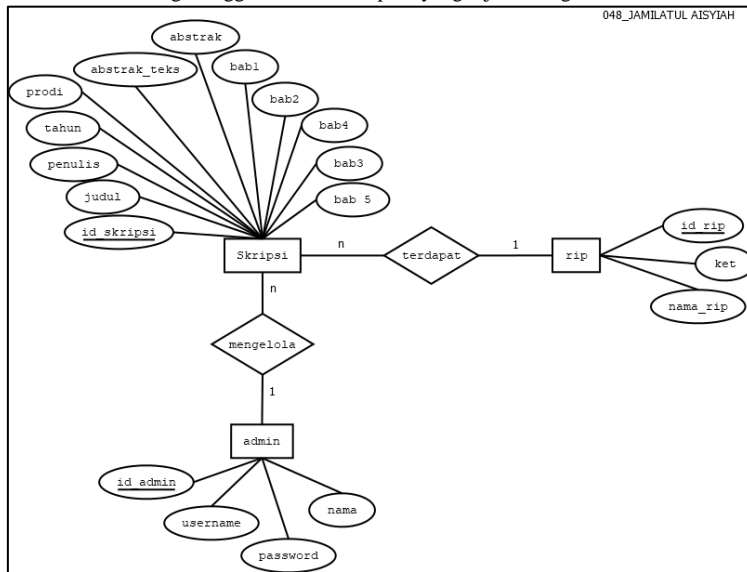 048_JAMILATUL AISYIAH
abstrak
abstrak_teks
bab1
prodi
bab2
tahun
bab4
penulis
bab3
judul
bab 5
id_skripsi
id_rip
Skripsi
n
terdapat
1
rip
ket
nama_rip
n
mengelola
1
admin
id_admin
nama
username
password